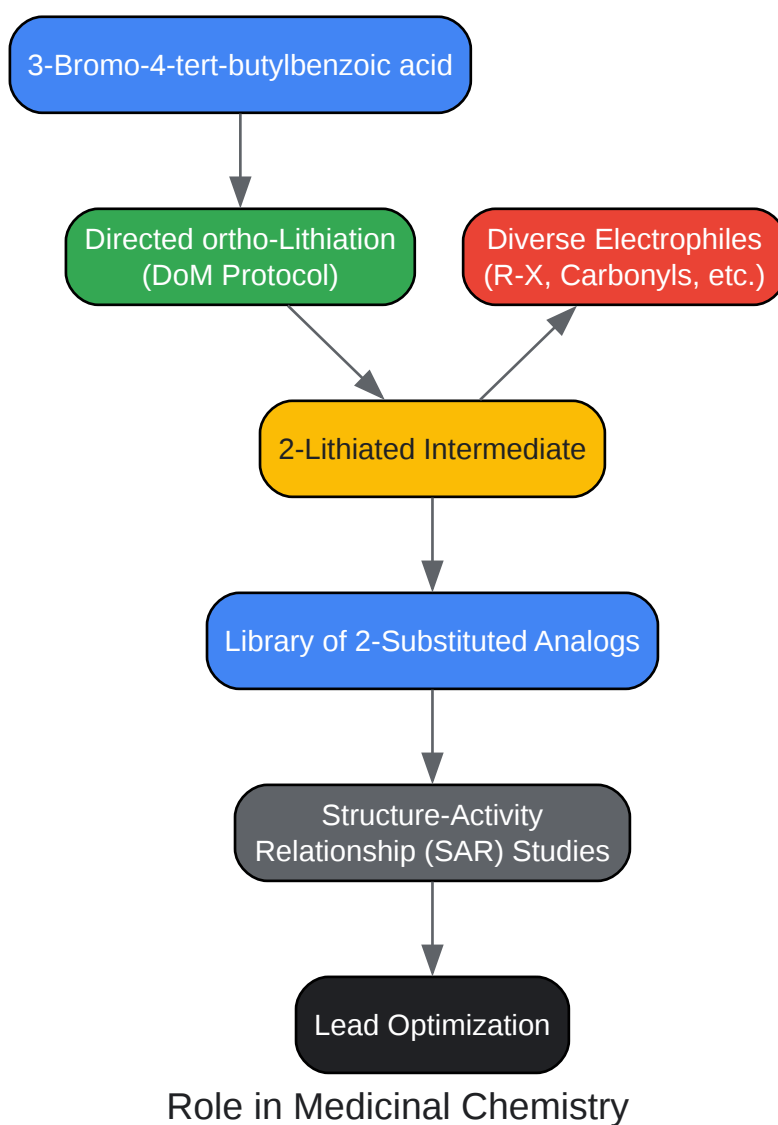 3-Bromo-4-tert-butylbenzoic acid
Directed ortho-Lithiation
(DoM Protocol)
Diverse Electrophiles
(R-X, Carbonyls, etc.)
2-Lithiated Intermediate
Library of 2-Substituted Analogs
Structure-Activity
Relationship (SAR) Studies
Lead Optimization
Role in Medicinal Chemistry